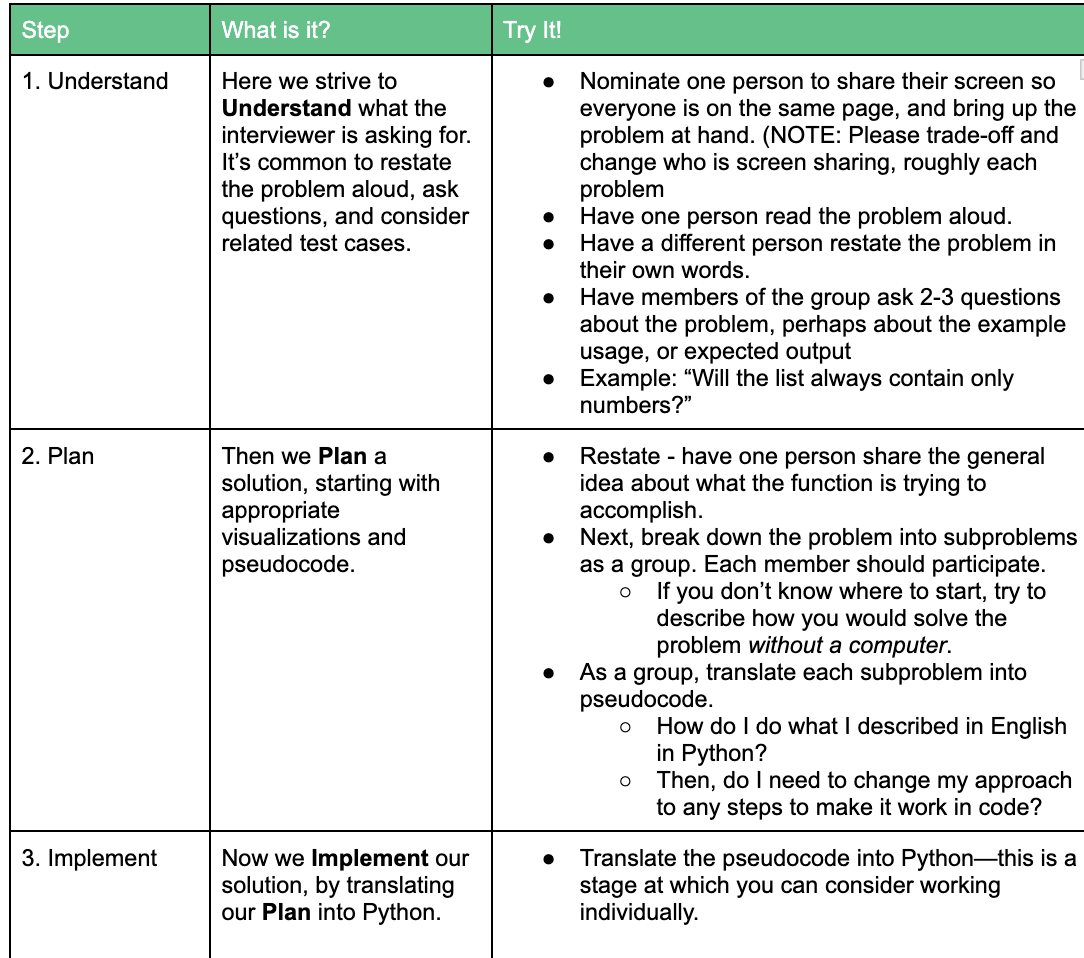 Step
What is it?
Try It!
1. Understand
Here we strive to
Understand what the
interviewer is asking for.
It’s common to restate
the problem aloud, ask
questions, and consider
related test cases.
● Nominate one person to share their screen so
everyone is on the same page, and bring up the
problem at hand. (NOTE: Please trade-off and
change who is screen sharing, roughly each
problem
● Have one person read the problem aloud.
● Have a different person restate the problem in
their own words.
● Have members of the group ask 2-3 questions
about the problem, perhaps about the example
usage, or expected output
● Example: “Will the list always contain only
numbers?”
2. Plan
Then we Plan a
solution, starting with
appropriate
visualizations and
pseudocode.
● Restate - have one person share the general
idea about what the function is trying to
accomplish.
● Next, break down the problem into subproblems
as a group. Each member should participate.
○ If you don’t know where to start, try to
describe how you would solve the
problem without a computer.
● As a group, translate each subproblem into
pseudocode.
○ How do I do what I described in English
in Python?
○ Then, do I need to change my approach
to any steps to make it work in code?
3. Implement
Now we Implement our
solution, by translating
our Plan into Python.
● Translate the pseudocode into Python—this is a
stage at which you can consider working
individually.